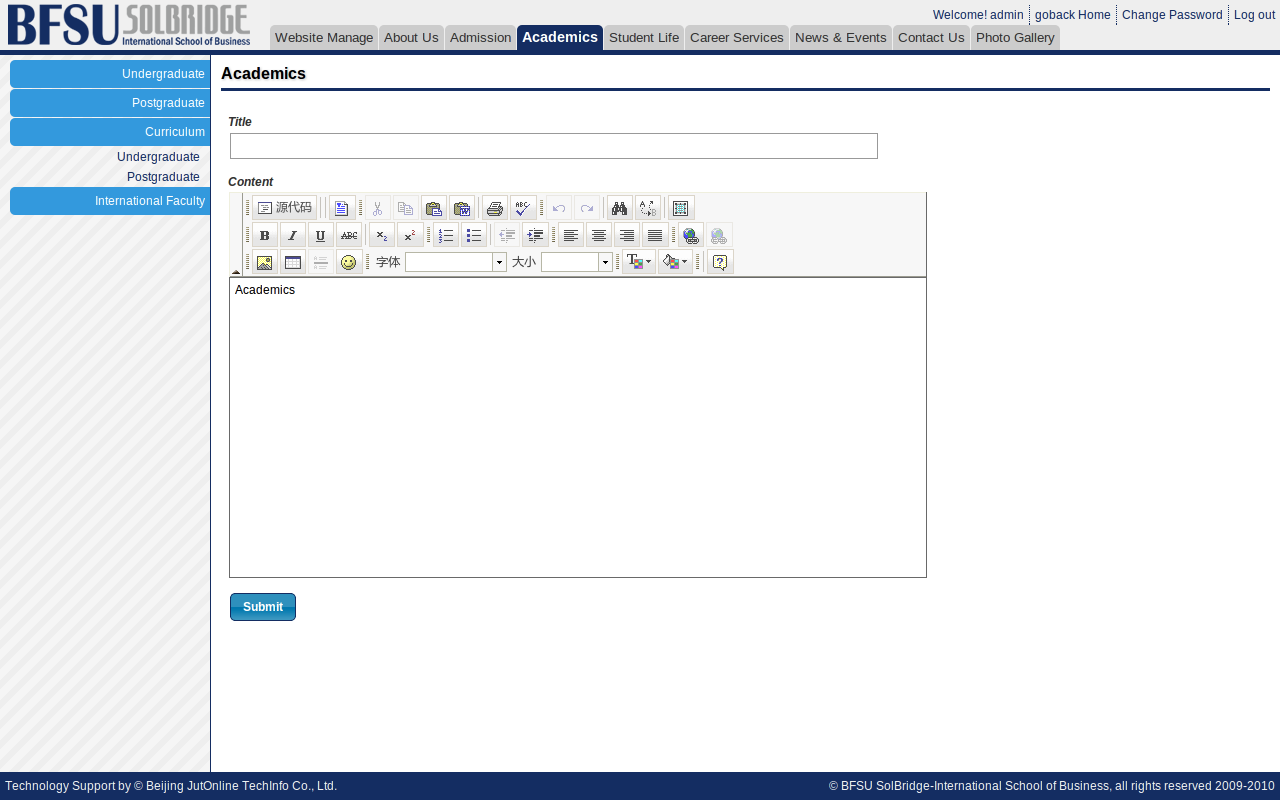 BFSU SOLBRIDGE
International School of Business
Welcome! admin goback Home Change Password Log out
Website Manage About Us Admission Academics Student Life Career Services News & Events Contact Us Photo Gallery
Undergraduate
Postgraduate
Curriculum
Undergraduate
Postgraduate
International Faculty
Academics
Title
Content
源代码
字体 大小
Academics
Submit
Technology Support by © Beijing JutOnline TechInfo Co., Ltd.
© BFSU SolBridge-International School of Business, all rights reserved 2009-2010